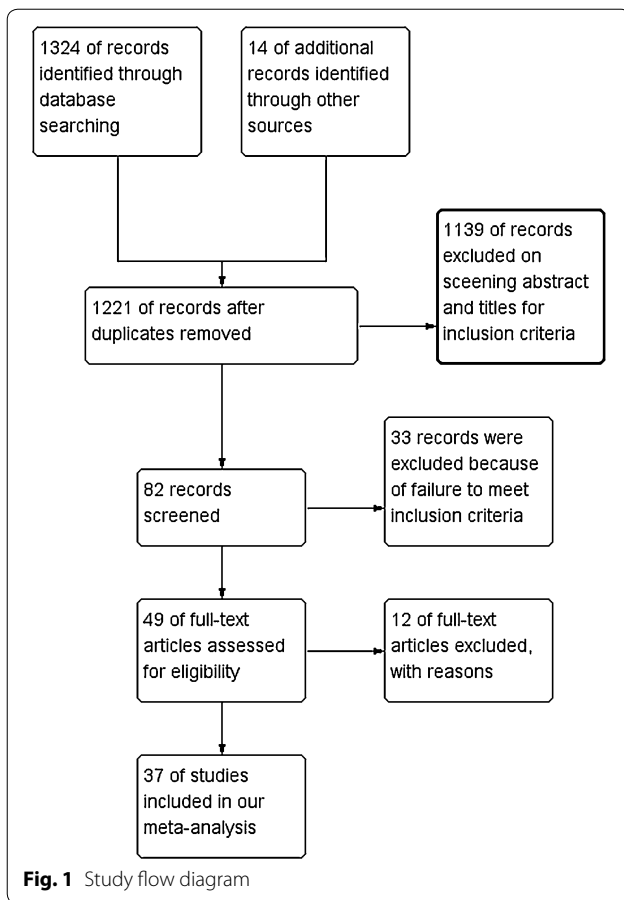 1324 of records
identified through
database
searching
14 of additional
records identified
through other
sources
1139 of records
excluded on
sceening abstract
and titles for
inclusion criteria
1221 of records after
duplicates removed
33 records were
excluded because
of failure to meet
inclusion criteria
82 records
screened
49 of full-text
articles assessed
for eligibility
12 of full-text
articles excluded,
with reasons
37 of studies
included in our
meta-analysis
Fig. 1 Study flow diagram